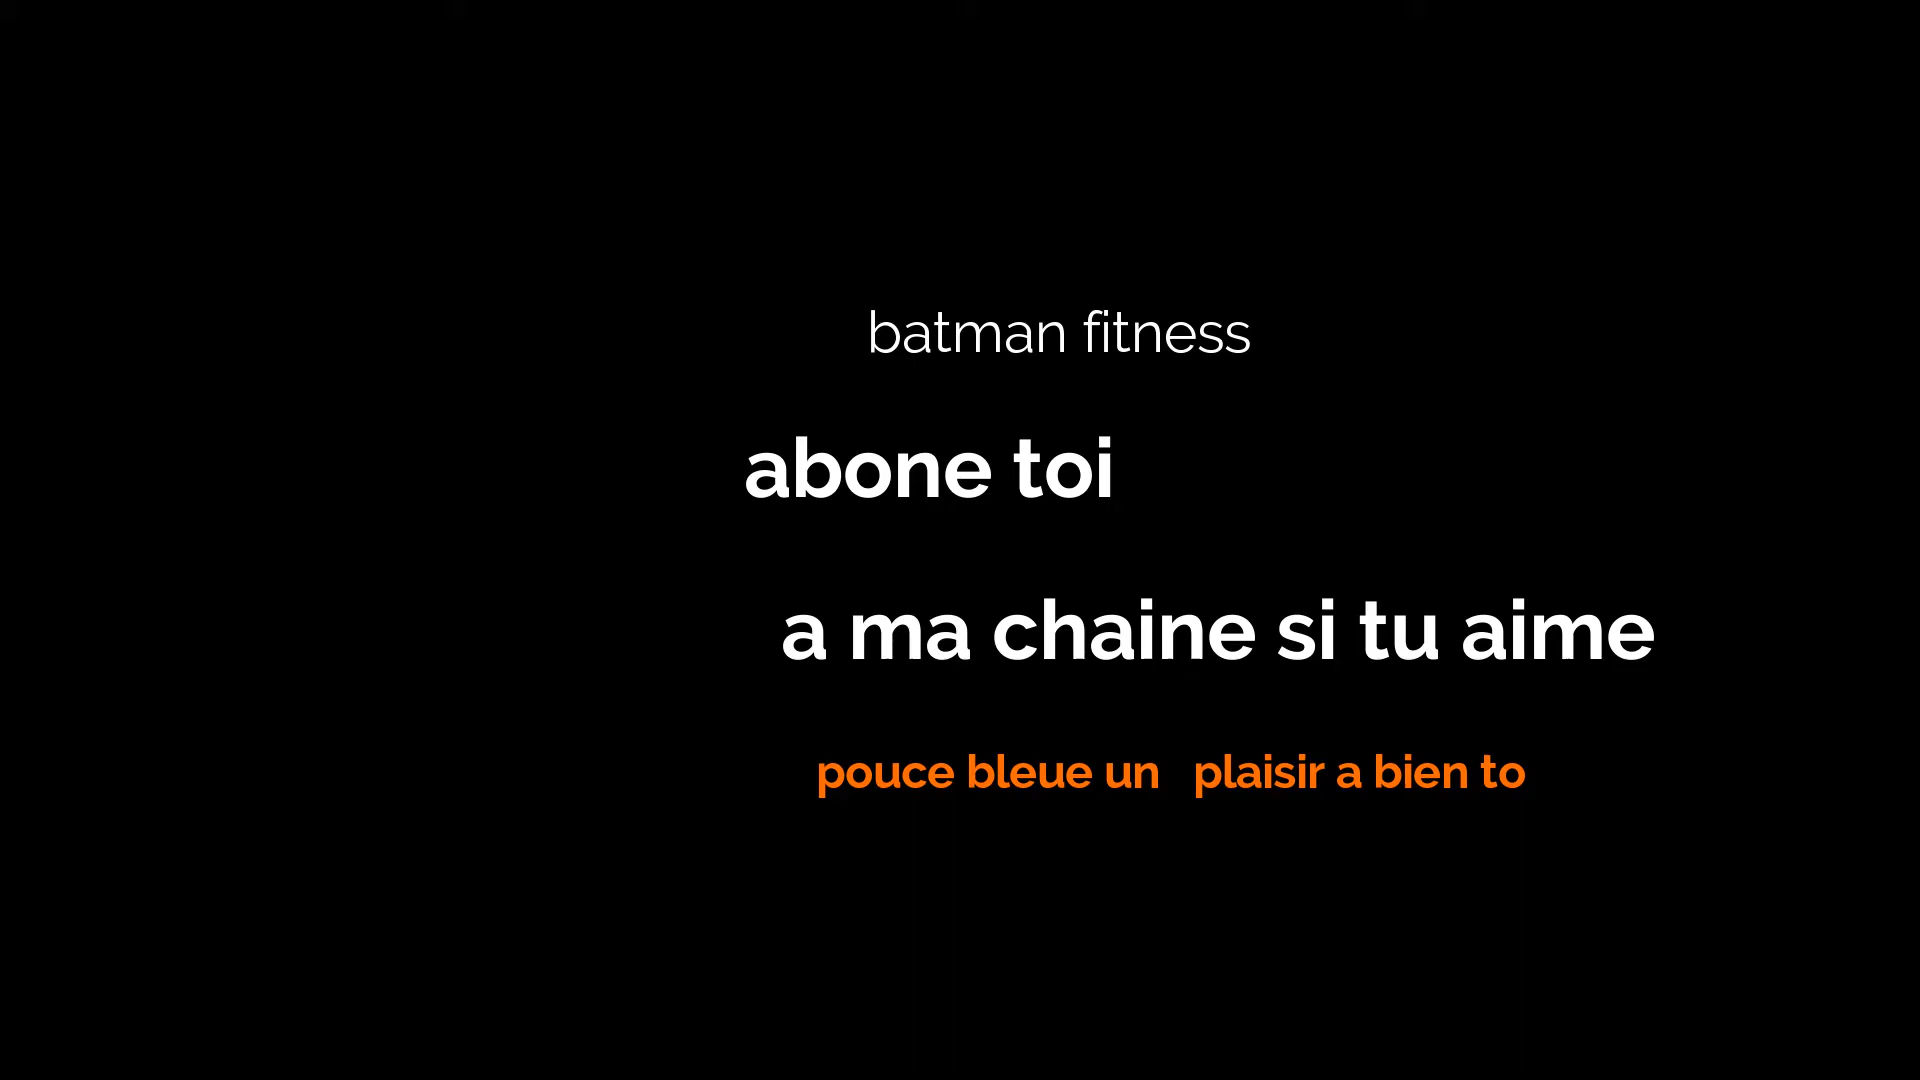 batman fitness
abone toi
a ma chaine si tu aime
pouce bleue un plaisir a bien to